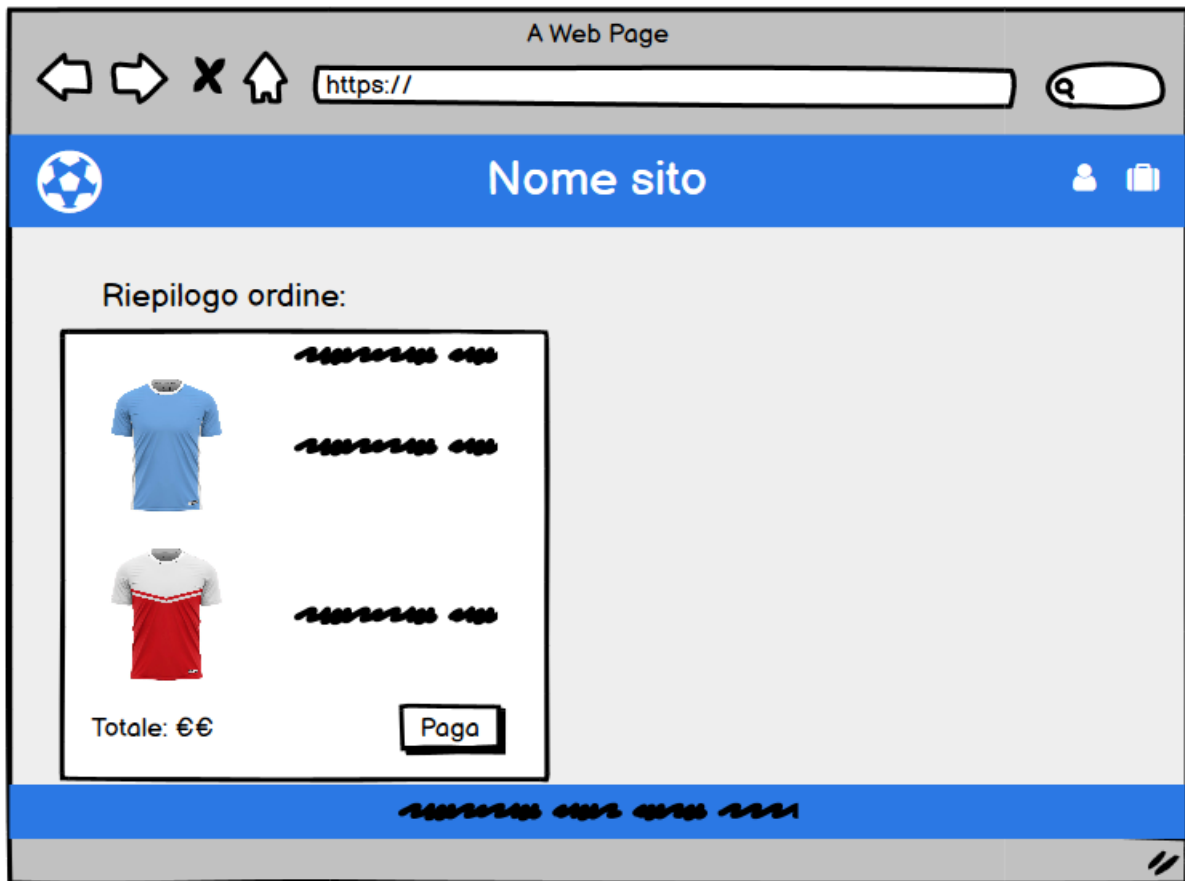 A Web Page
https://
Nome sito
Riepilogo ordine:
Totale: €€
Paga